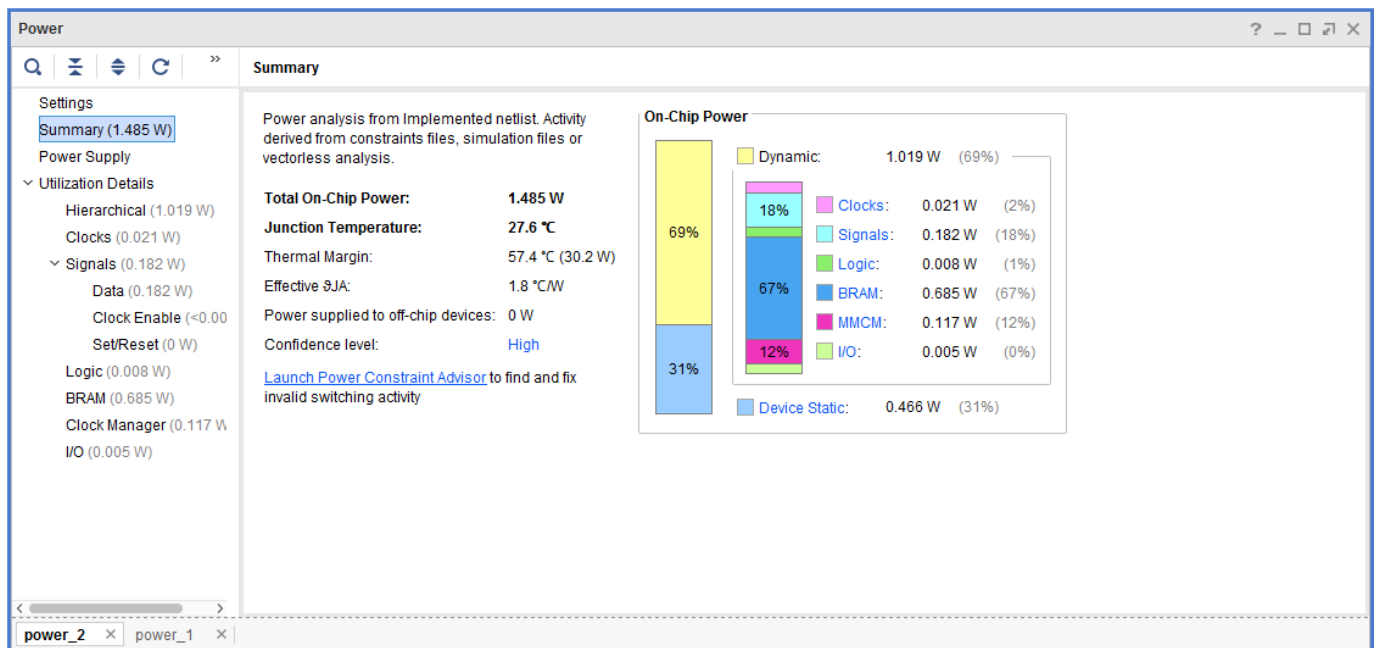 Power
?
»
Summary
Settings
Summary (1.485 W)
Power Supply
Utilization Details
Hierarchical (1.019 W)
Clocks (0.021 W)
Signals (0.182 W)
Data (0.182 W)
Clock Enable (<0.00
Set/Reset (0 W)
Logic (0.008 W)
BRAM (0.685 W)
Clock Manager (0.117 W
I/O (0.005 W)
Power analysis from Implemented netlist. Activity
derived from constraints files, simulation files or
vectorless analysis.
Total On-Chip Power: 1.485 W
Junction Temperature: 27.6 °C
Thermal Margin: 57.4 °C (30.2 W)
Effective ϑJA: 1.8 °C/W
Power supplied to off-chip devices: 0 W
Confidence level: High
Launch Power Constraint Advisor to find and fix
invalid switching activity
On-Chip Power
69%
31%
Dynamic: 1.019 W (69%)
18%
67%
12%
Clocks: 0.021 W (2%)
Signals: 0.182 W (18%)
Logic: 0.008 W (1%)
BRAM: 0.685 W (67%)
MMCM: 0.117 W (12%)
I/O: 0.005 W (0%)
Device Static: 0.466 W (31%)
power_2 × power_1 ×